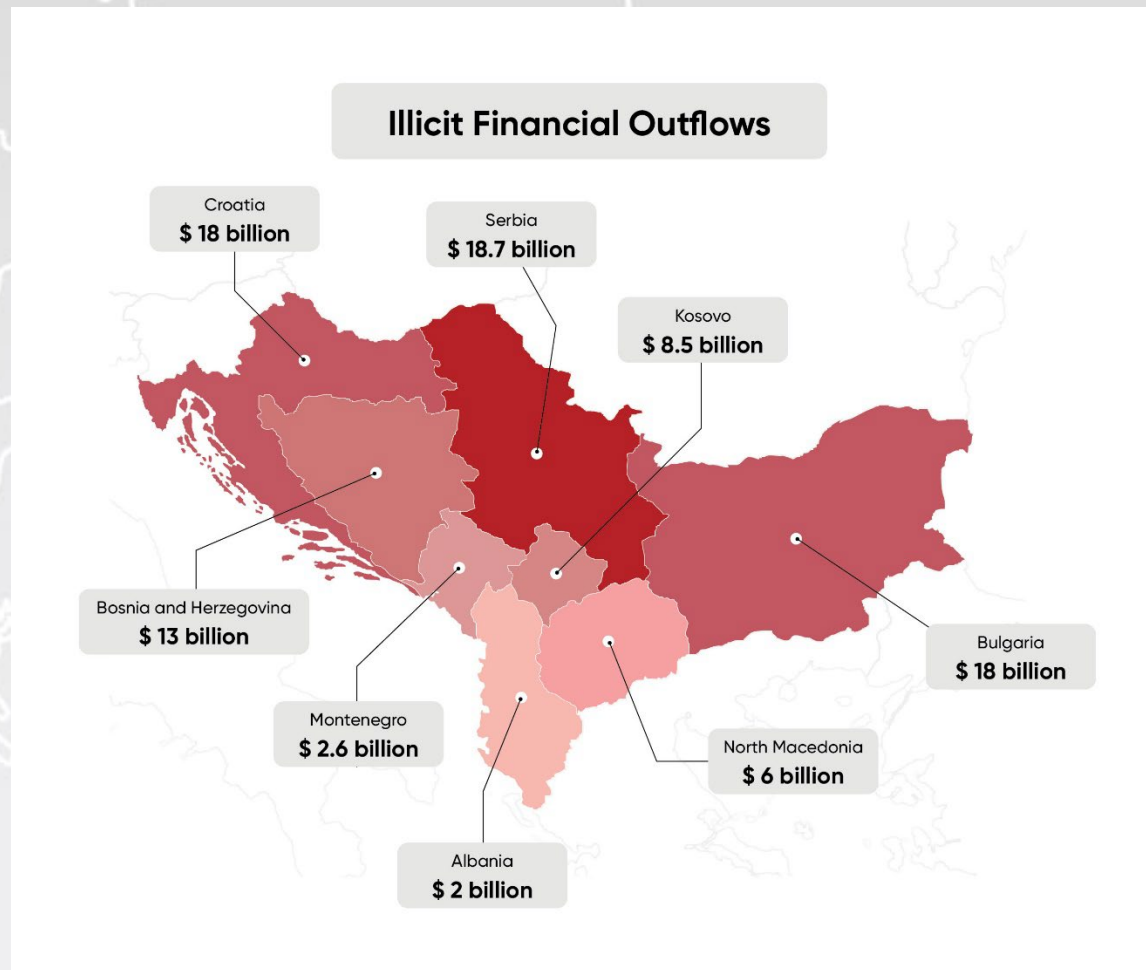 Illicit Financial Outflows
Croatia
$ 18 billion
Serbia
$ 18.7 billion
Kosovo
$ 8.5 billion
Bosnia and Herzegovina
$ 13 billion
Bulgaria
$ 18 billion
Montenegro
$ 2.6 billion
North Macedonia
$ 6 billion
Albania
$ 2 billion